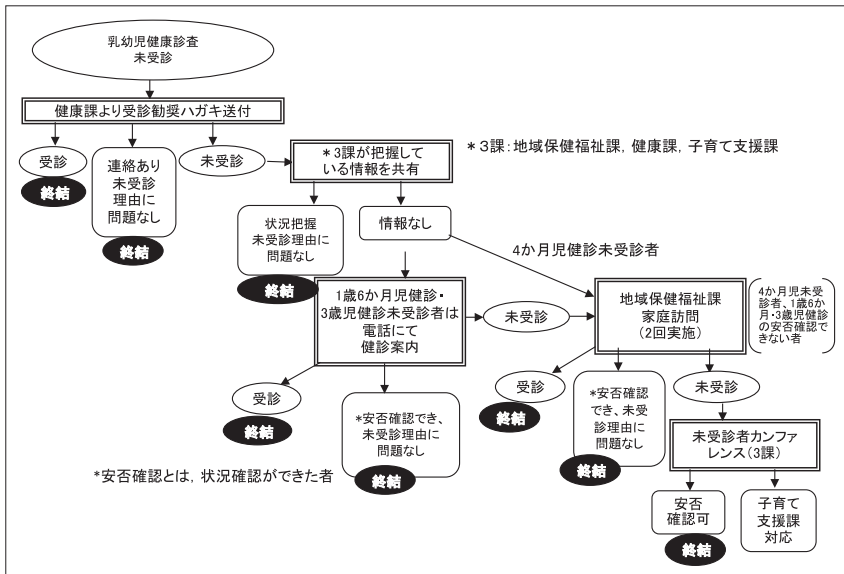 乳幼児健康診査
未受診
健康課より受診勧奨ハガキ送付
受診
終結
連絡あり
未受診
理由に
問題なし
終結
未受診
*3課が把握して
いる情報を共有
*3課:地域保健福祉課,健康課,子育て支援課
状況把握
未受診理由に
問題なし
終結
情報なし
4か月児健診未受診者
1歳6か月児健診・
3歳児健診未受診者は
電話にて
健診案内
未受診
地域保健福祉課
家庭訪問
(2回実施)
4か月児未受
診者、1歳6か
月・3歳児健診
の安否確認で
きない者
受診
終結
*安否確認でき、
未受診理由に
問題なし
終結
受診
終結
*安否確認
でき、未受
診理由に
問題なし
終結
未受診
未受診者カンファ
レンス(3課)
安否
確認可
終結
子育て
支援課
対応
*安否確認とは,状況確認ができた者